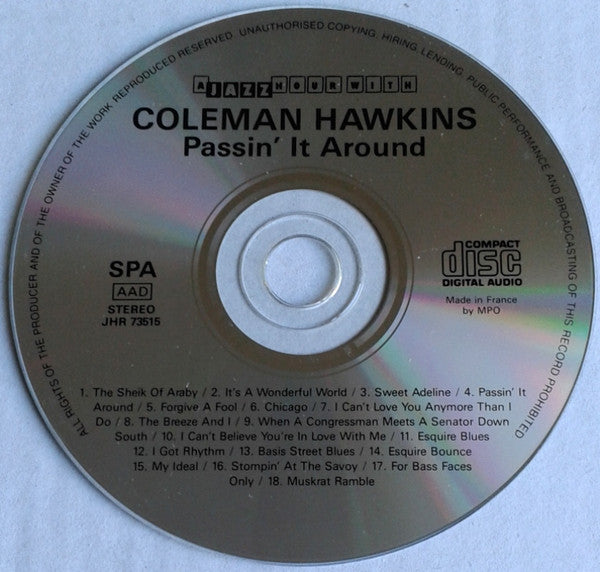 ALL RIGHTS OF THE PRODUCER AND OF THE OWNER OF THE WORK REPRODUCED RESERVED. UNAUTHORISED COPYING, HIRING, LENDING, PUBLIC PERFORMANCE AND BROADCASTING OF THIS RECORD PROHIBITED
A JAZZ HOUR WITH
COLEMAN HAWKINS
Passin' It Around
SPA
AAD
STEREO
JHR 73515
COMPACT
disc
DIGITAL AUDIO
Made in France
by MPO
1. The Sheik Of Araby / 2. It's A Wonderful World / 3. Sweet Adeline / 4. Passin' It
Around / 5. Forgive A Fool / 6. Chicago / 7. I Can't Love You Anymore Than I
Do / 8. The Breeze And I / 9. When A Congressman Meets A Senator Down
South / 10. I Can't Believe You're In Love With Me / 11. Esquire Blues
12. I Got Rhythm / 13. Basis Street Blues / 14. Esquire Bounce
15. My Ideal / 16. Stompin' At The Savoy / 17. For Bass Faces
Only / 18. Muskrat Ramble